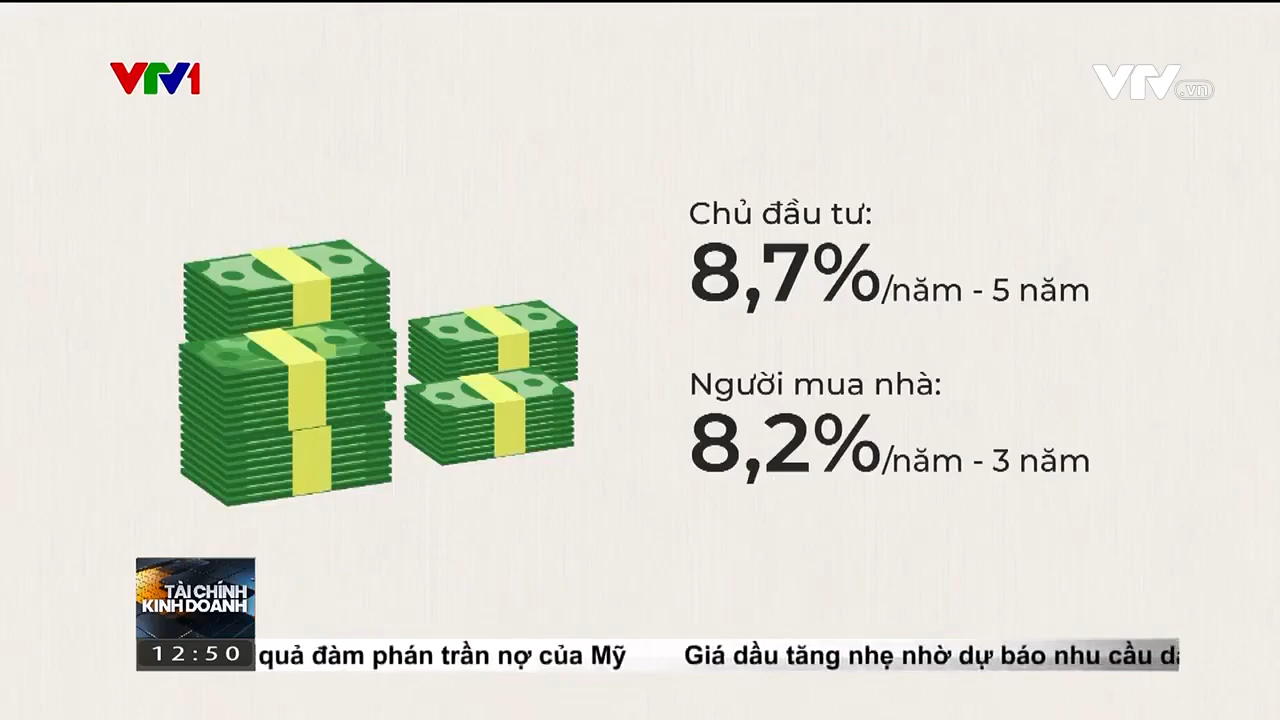 VTV1
VTV.vn
Chủ đầu tư:
8,7%/năm - 5 năm
Người mua nhà:
8,2%/năm - 3 năm
TÀI CHÍNH
KINH DOANH
12:50
quả đàm phán trần nợ của Mỹ Giá dầu tăng nhẹ nhờ dự báo nhu cầu